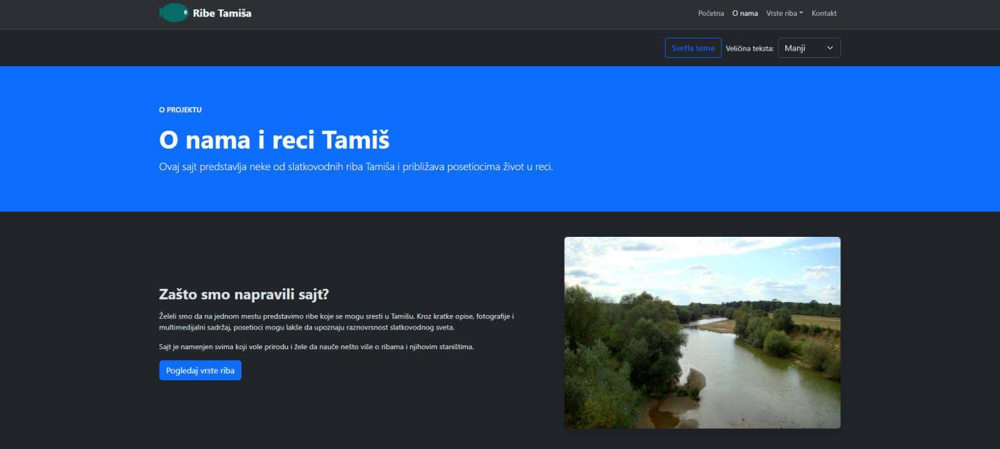 Ribe Tamiša
Početna O nama Vrste riba Kontakt
Svetla tema Veličina teksta: Manji
O PROJEKTU
O nama i reci Tamiš
Ovaj sajt predstavlja neke od slatkovodnih riba Tamiša i približava posetiocima život u reci.
Zašto smo napravili sajt?
Želeli smo da na jednom mestu predstavimo ribe koje se mogu sresti u Tamišu. Kroz kratke opise, fotografije i
multimedijalni sadržaj, posetioci mogu lakše da upoznaju raznovrsnost slatkovodnog sveta.
Sajt je namenjen svima koji vole prirodu i žele da nauče nešto više o ribama i njihovim staništima.
Pogledaj vrste riba